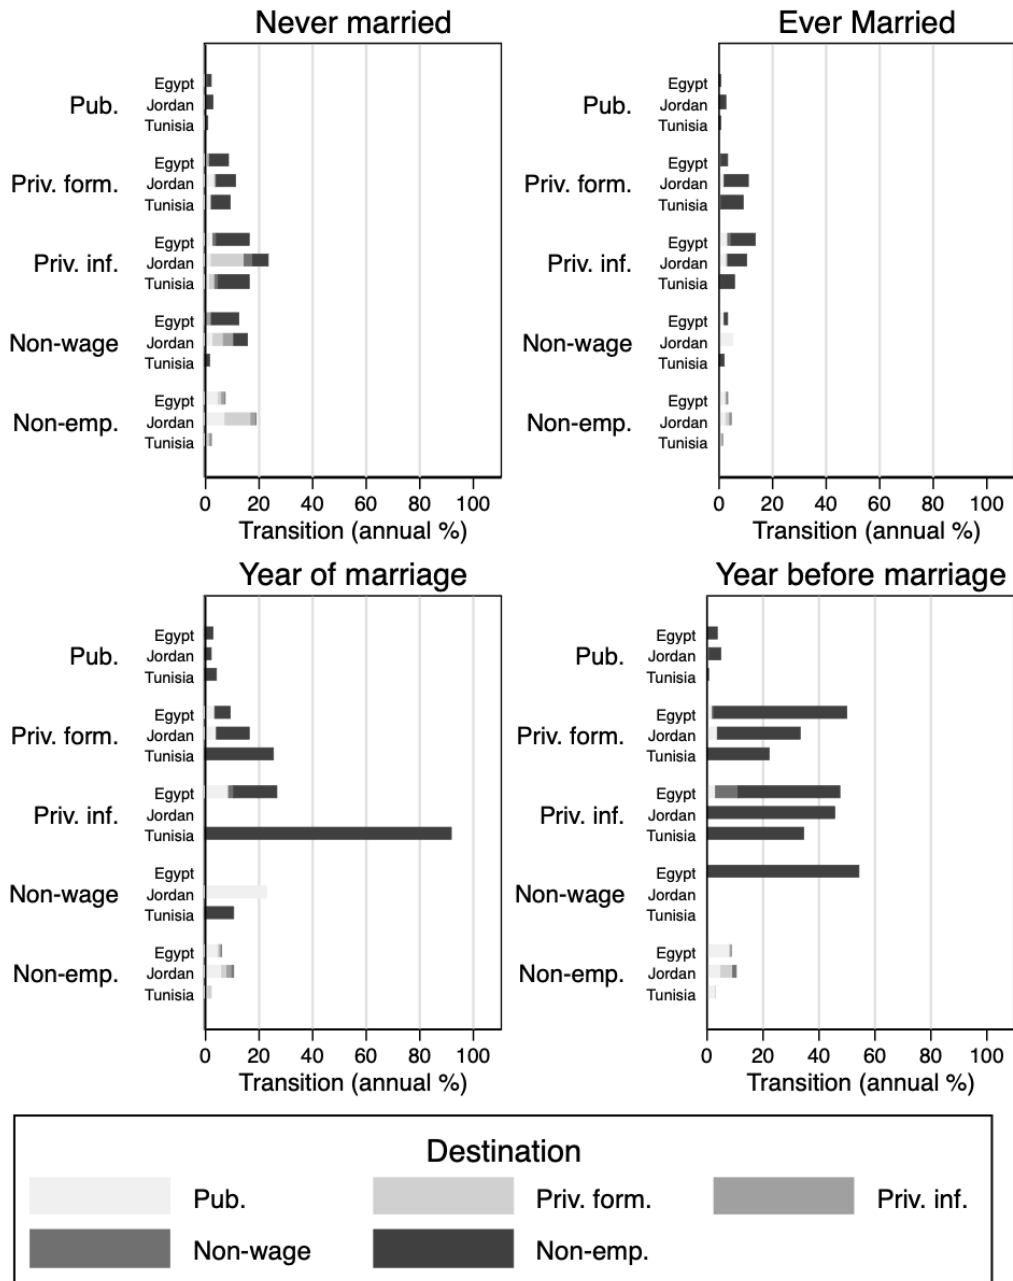 Never married
Pub.
Egypt
Jordan
Tunisia
Priv. form.
Egypt
Jordan
Tunisia
Priv. inf.
Egypt
Jordan
Tunisia
Non-wage
Egypt
Jordan
Tunisia
Non-emp.
Egypt
Jordan
Tunisia
0 20 40 60 80 100
Transition (annual %)
Ever Married
Pub.
Egypt
Jordan
Tunisia
Priv. form.
Egypt
Jordan
Tunisia
Priv. inf.
Egypt
Jordan
Tunisia
Non-wage
Egypt
Jordan
Tunisia
Non-emp.
Egypt
Jordan
Tunisia
0 20 40 60 80 100
Transition (annual %)
Year of marriage
Pub.
Egypt
Jordan
Tunisia
Priv. form.
Egypt
Jordan
Tunisia
Priv. inf.
Egypt
Jordan
Tunisia
Non-wage
Egypt
Jordan
Tunisia
Non-emp.
Egypt
Jordan
Tunisia
0 20 40 60 80 100
Transition (annual %)
Year before marriage
Pub.
Egypt
Jordan
Tunisia
Priv. form.
Egypt
Jordan
Tunisia
Priv. inf.
Egypt
Jordan
Tunisia
Non-wage
Egypt
Jordan
Tunisia
Non-emp.
Egypt
Jordan
Tunisia
0 20 40 60 80 100
Transition (annual %)
Destination
Pub. Priv. form. Priv. inf.
Non-wage Non-emp.